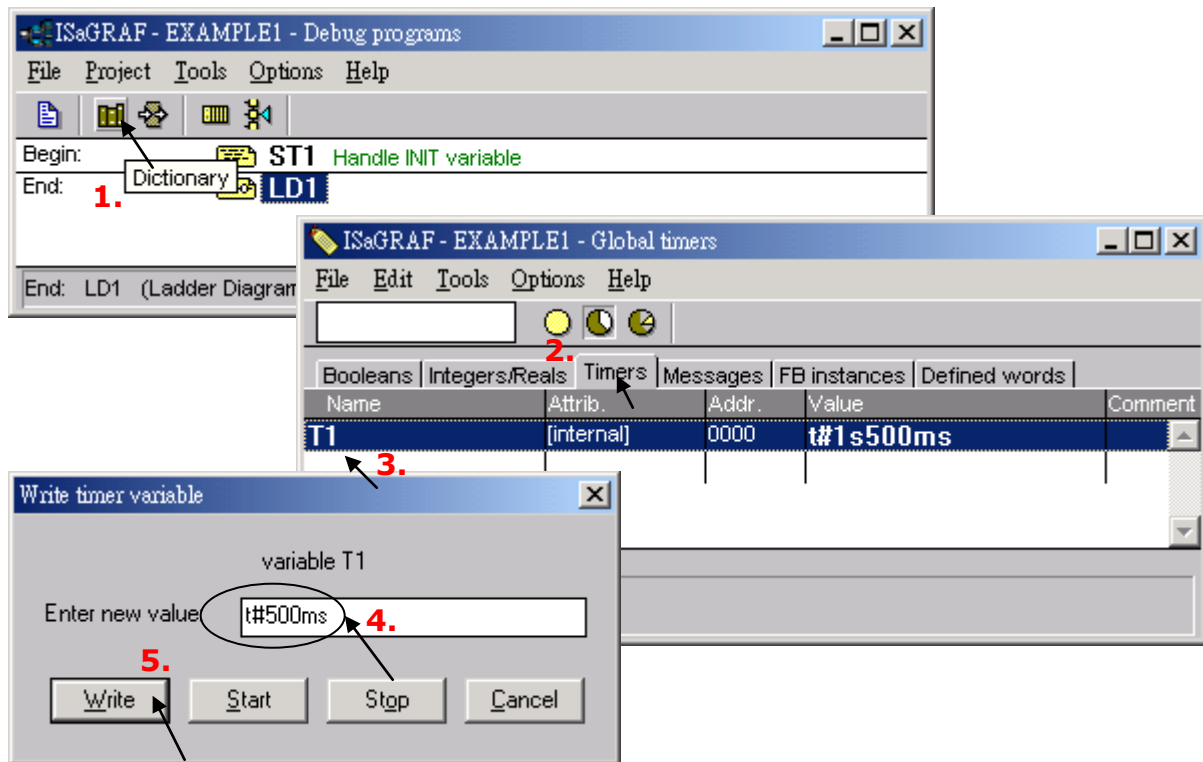 ISaGRAF - EXAMPLE1 - Debug programs
File Project Tools Options Help
Begin: ST1 Handle INIT variable
Dictionary
1.
End: LD1
End: LD1 (Ladder Diagram
ISaGRAF - EXAMPLE1 - Global timers
File Edit Tools Options Help
2.
Booleans Integers/Reals Timers Messages FB instances Defined words
Name Attrib. Addr. Value Comment
T1 [internal] 0000 t#1s500ms
3.
Write timer variable
variable T1
Enter new value t#500ms
4.
5.
Write Start Stop Cancel